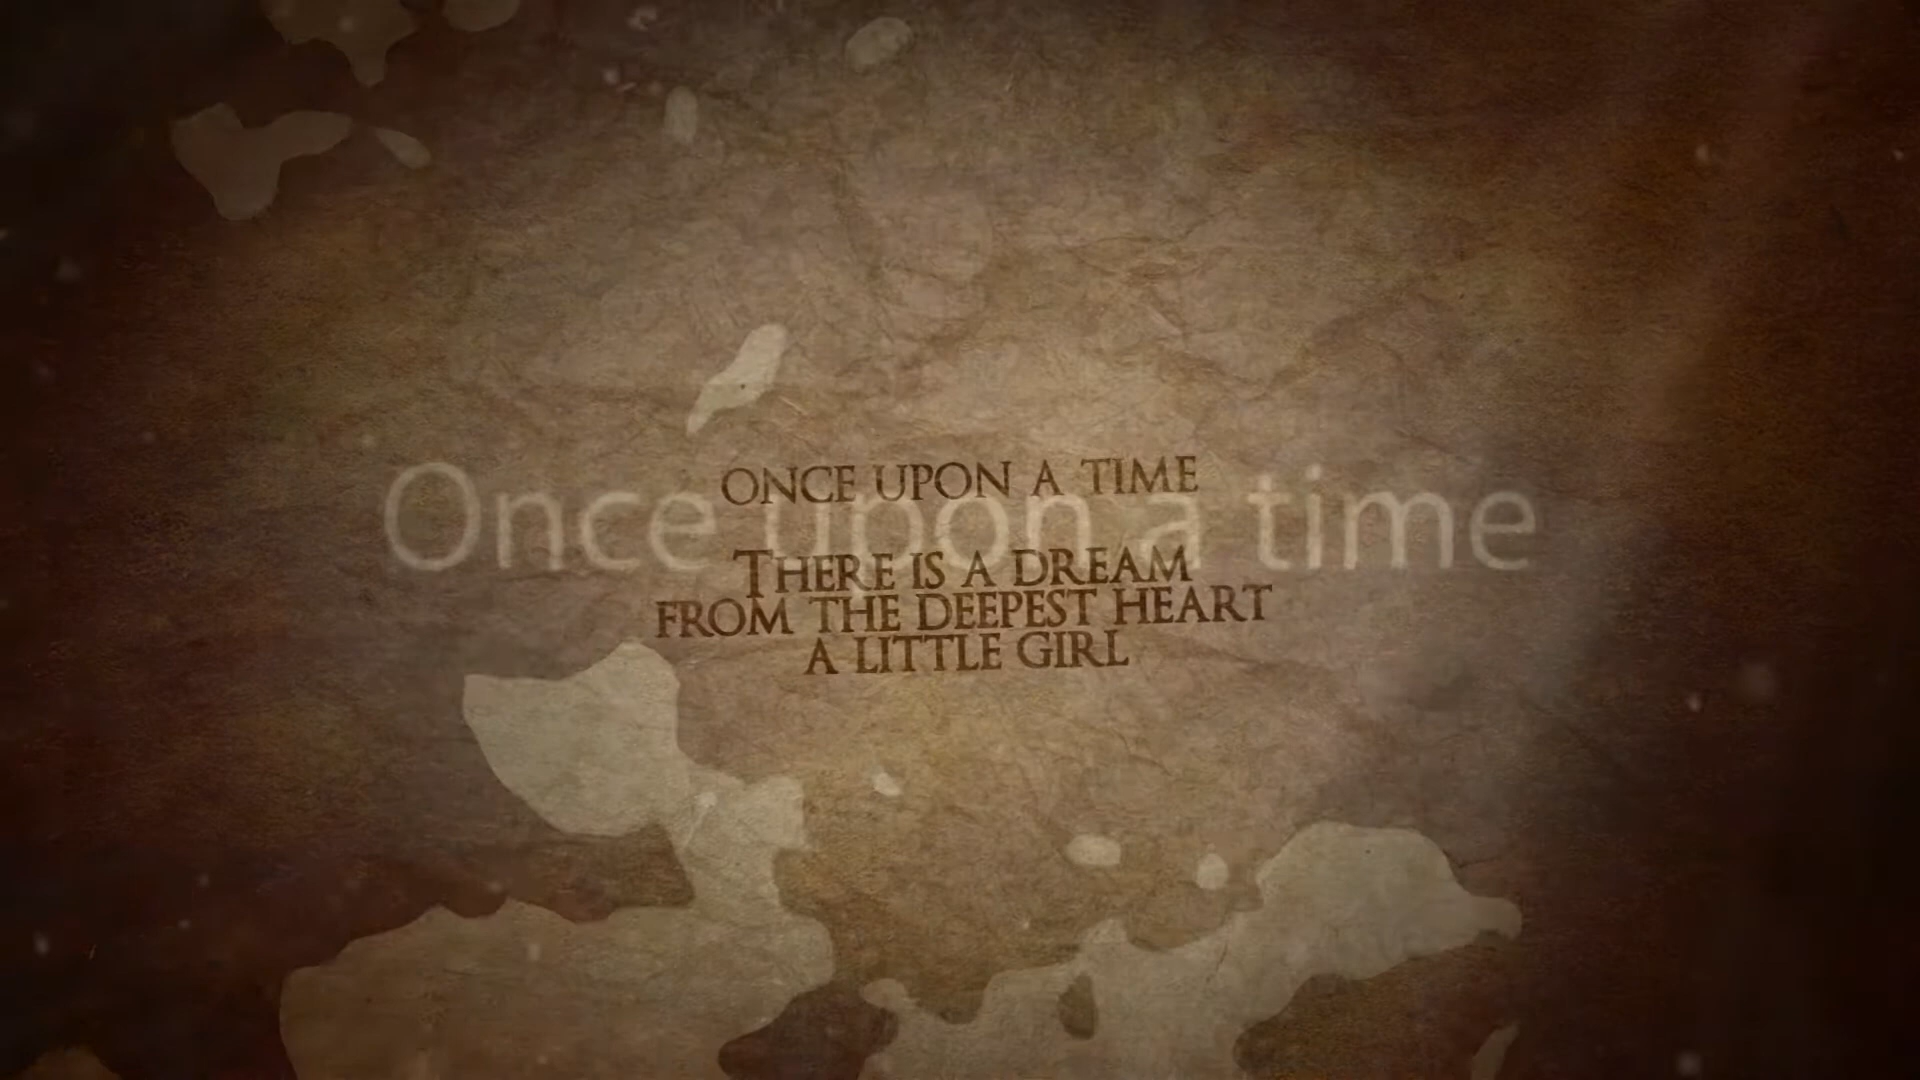 ONCE UPON A TIME
Once upon a time
THERE IS A DREAM
FROM THE DEEPEST HEART
A LITTLE GIRL